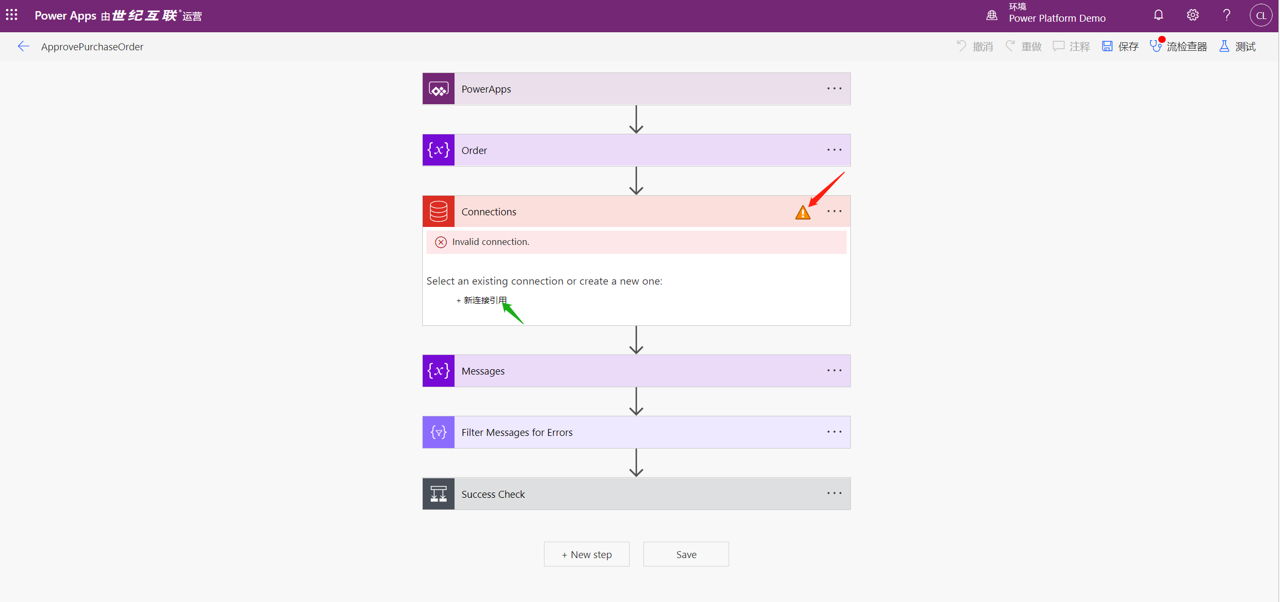 Power Apps 由世纪互联运营
环境
Power Platform Demo
CL
ApprovePurchaseOrder
撤消
重做
注释
保存
流检查器
测试
PowerApps
Order
Connections
Invalid connection.
Select an existing connection or create a new one:
+ 新连接引用
Messages
Filter Messages for Errors
Success Check
+ New step
Save